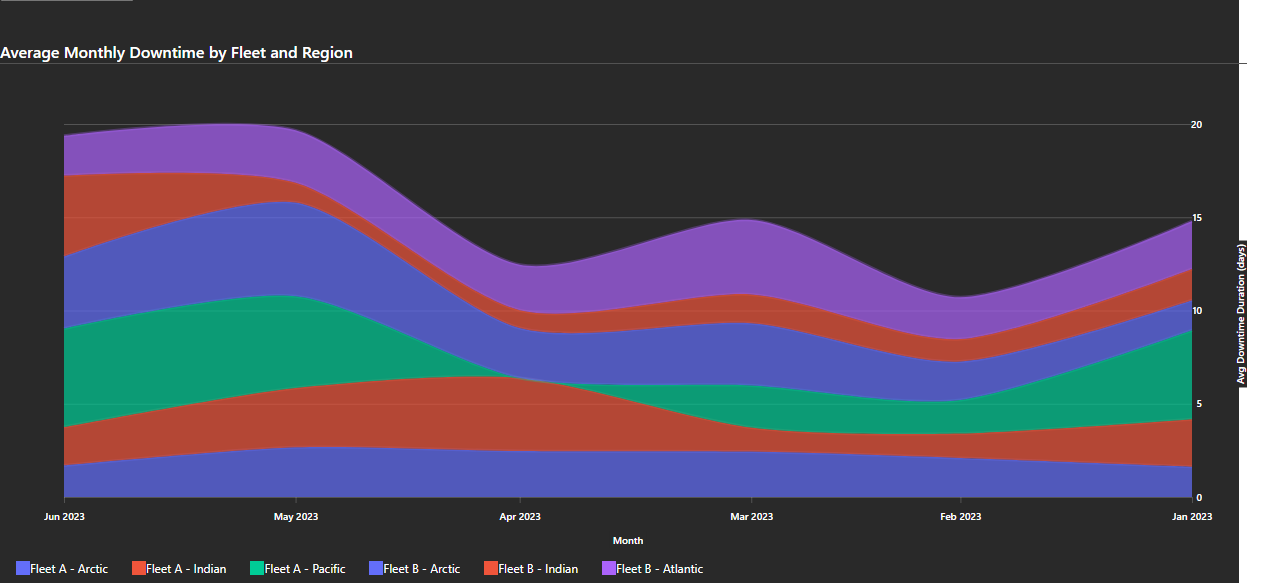 Average Monthly Downtime by Fleet and Region
20
15
10
5
0
Avg Downtime Duration (days)
Jun 2023 May 2023 Apr 2023 Mar 2023 Feb 2023 Jan 2023
Month
Fleet A - Arctic Fleet A - Indian Fleet A - Pacific Fleet B - Arctic Fleet B - Indian Fleet B - Atlantic